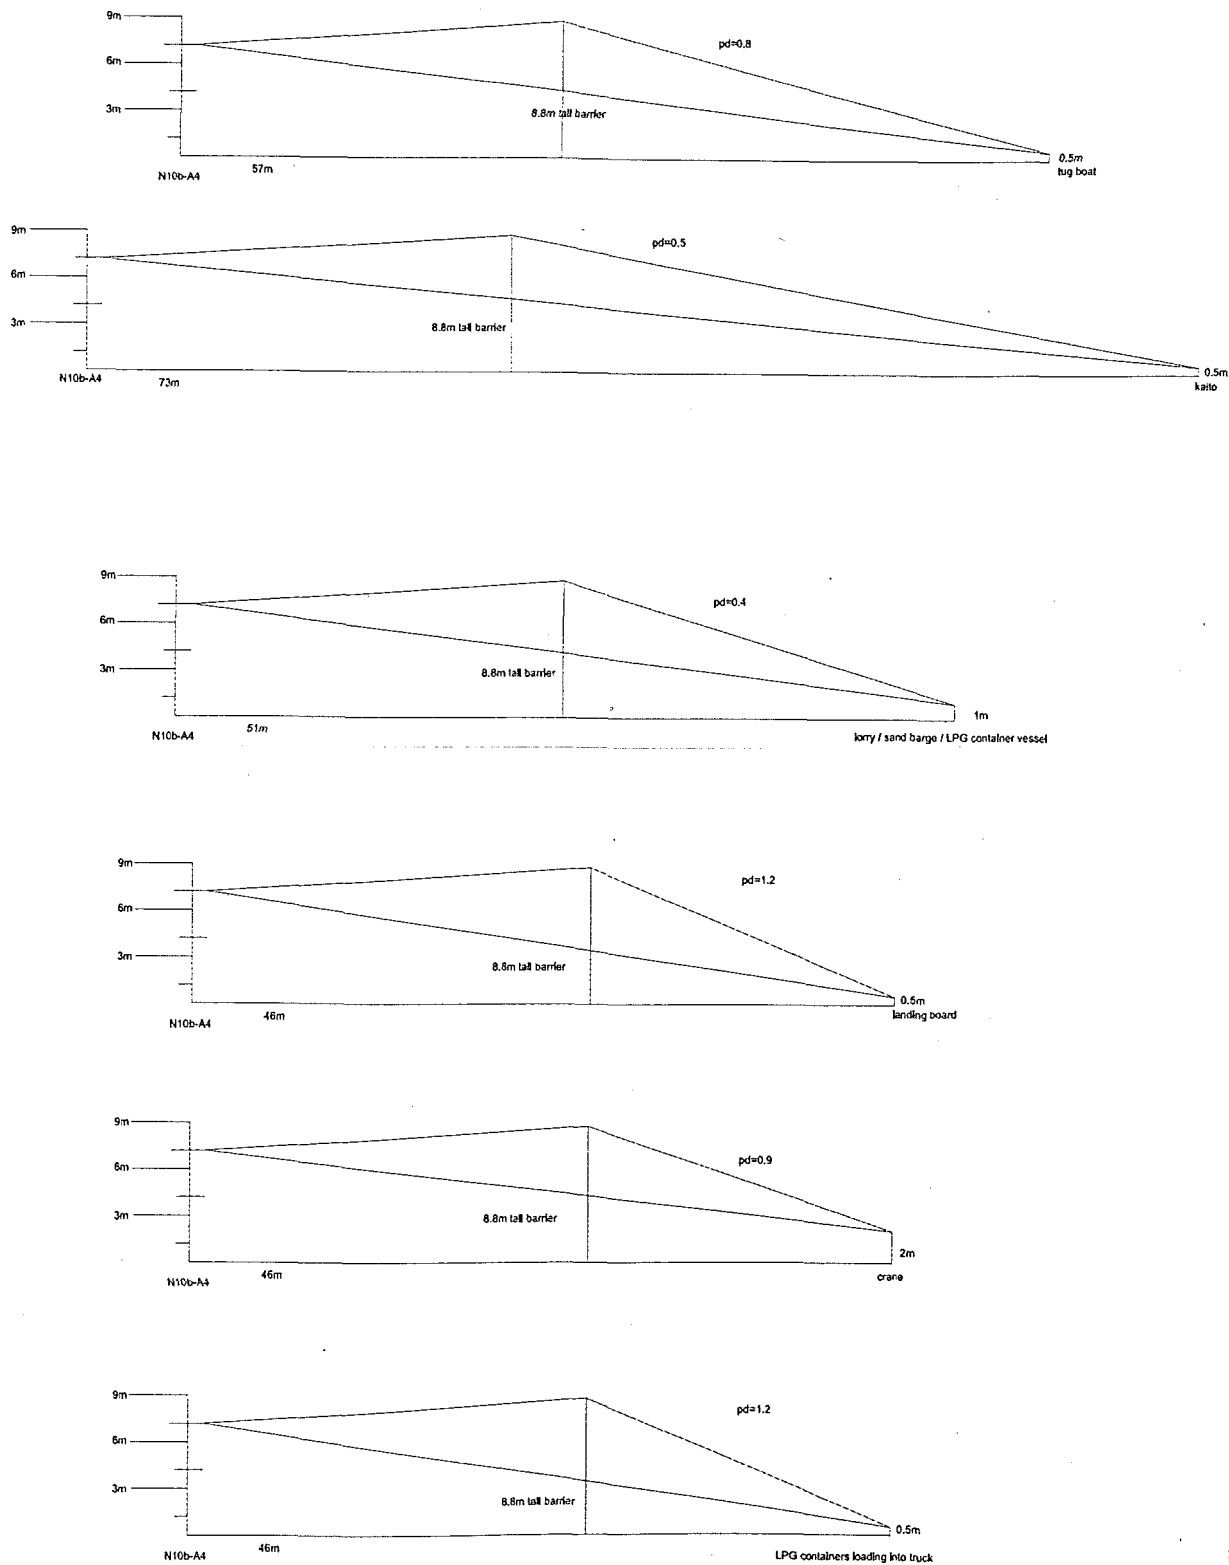 9m
pd=0.8
6m
3m
8.8m tall barrier
0.5m
tug boat
57m
N10b-A4
9m
pd=0.5
6m
3m
8.8m tall barrier
0.5m
kaito
N10b-A4
73m
9m
pd=0.4
6m
3m
8.8m tall barrier
1m
51m
N10b-A4
lorry / sand barge / LPG container vessel
9m
pd=1.2
6m
3m
8.8m tall barrier
0.5m
landing board
46m
N10b-A4
9m
pd=0.9
6m
3m
8.8m tall barrier
2m
46m
crane
N10b-A4
9m
pd=1.2
6m
3m
8.8m tall barrier
0.5m
46m
N10b-A4
LPG containers loading into truck